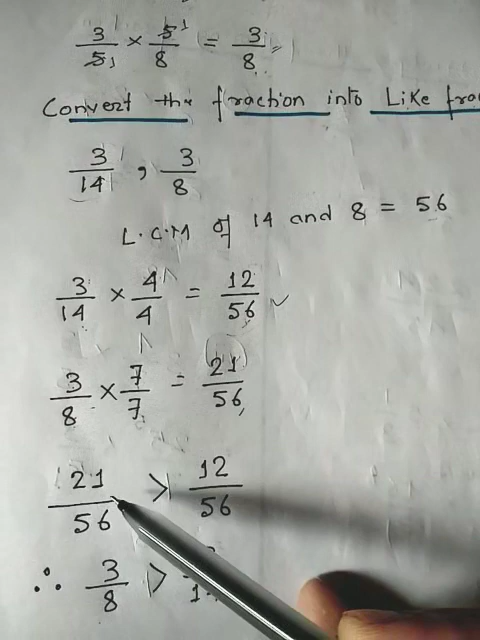 3/5 × 5/8 = 3/8
Convert the fraction into Like
3/14 , 3/8
L.C.M of 14 and 8 = 56
3/14 × 4/4 = 12/56 ✓
3/8 × 7/7 = 21/56
21/56 > 12/56
∴ 3/8 >